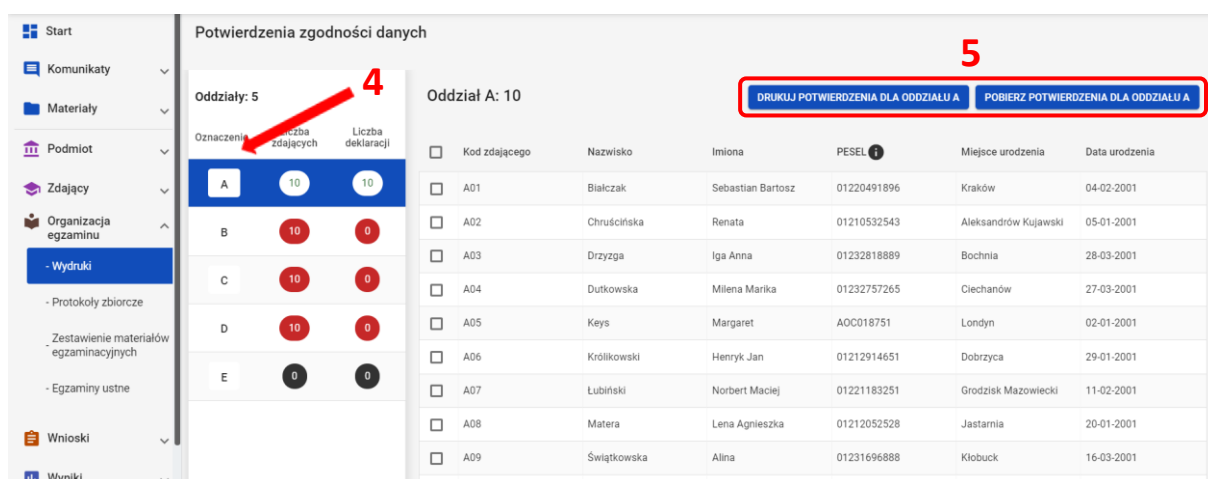 Start
Komunikaty
Materiały
Podmiot
Zdający
Organizacja
egzaminu
- Wydruki
- Protokoły zbiorcze
- Zestawienie materiałów
egzaminacyjnych
- Egzaminy ustne
Wnioski
Wyniki
Potwierdzenia zgodności danych
4
5
Oddziały: 5
Oznaczenie Liczba zdających Liczba deklaracji
A 10 10
B 10 0
C 10 0
D 10 0
E 0 0
Oddział A: 10
DRUKUJ POTWIERDZENIA DLA ODDZIAŁU A POBIERZ POTWIERDZENIA DLA ODDZIAŁU A
Kod zdającego Nazwisko Imiona PESEL i Miejsce urodzenia Data urodzenia
A01 Białczak Sebastian Bartosz 01220491896 Kraków 04-02-2001
A02 Chruścińska Renata 01210532543 Aleksandrów Kujawski 05-01-2001
A03 Drzyzga Iga Anna 01232818889 Bochnia 28-03-2001
A04 Dutkowska Milena Marika 01232757265 Ciechanów 27-03-2001
A05 Keys Margaret AOC018751 Londyn 02-01-2001
A06 Królikowski Henryk Jan 01212914651 Dobrzyca 29-01-2001
A07 Łubiński Norbert Maciej 01221183251 Grodzisk Mazowiecki 11-02-2001
A08 Matera Lena Agnieszka 01212052528 Jastarnia 20-01-2001
A09 Świątkowska Alina 01231696888 Kłobuck 16-03-2001